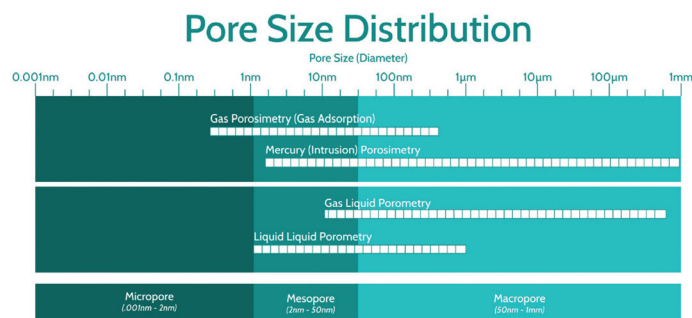 Pore Size Distribution
Pore Size (Diameter)
0.001nm 0.01nm 0.1nm 1nm 10nm 100nm 1μm 10μm 100μm 1mm
Gas Porosimetry (Gas Adsorption)
Mercury (Intrusion) Porosimetry
Gas Liquid Porometry
Liquid Liquid Porometry
Micropore Mesopore Macropore
(.001nm - 2nm) (2nm - 50nm) (50nm - 1mm)